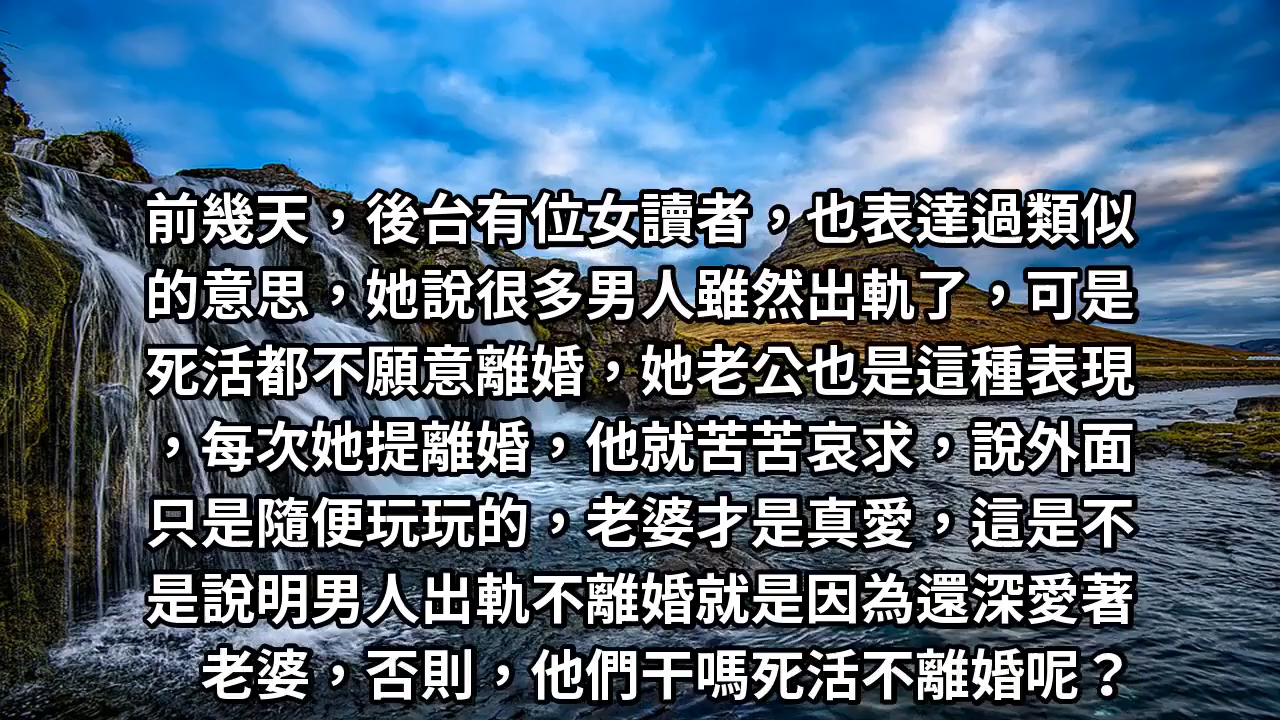 前幾天，後台有位女讀者，也表達過類似
的意思，她說很多男人雖然出軌了，可是
死活都不願意離婚，她老公也是這種表現
，每次她提離婚，他就苦苦哀求，說外面
只是隨便玩玩的，老婆才是真愛，這是不
是說明男人出軌不離婚就是因為還深愛著
老婆，否則，他們干嗎死活不離婚呢？